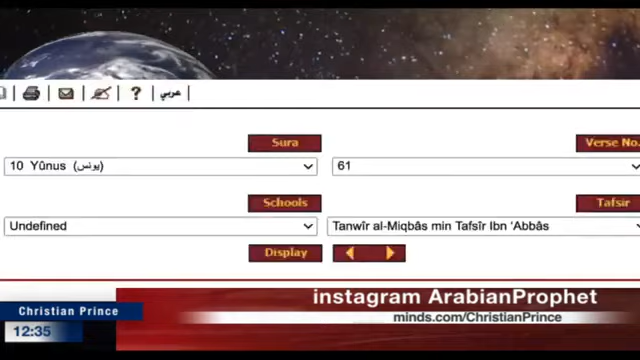 عربي
Sura
Verse No.
10 Yûnus (يونس)
61
Schools
Tafsir
Undefined
Tanwîr al-Miqbâs min Tafsîr Ibn ‘Abbâs
Display
instagram ArabianProphet
Christian Prince
minds.com/ChristianPrince
12:35